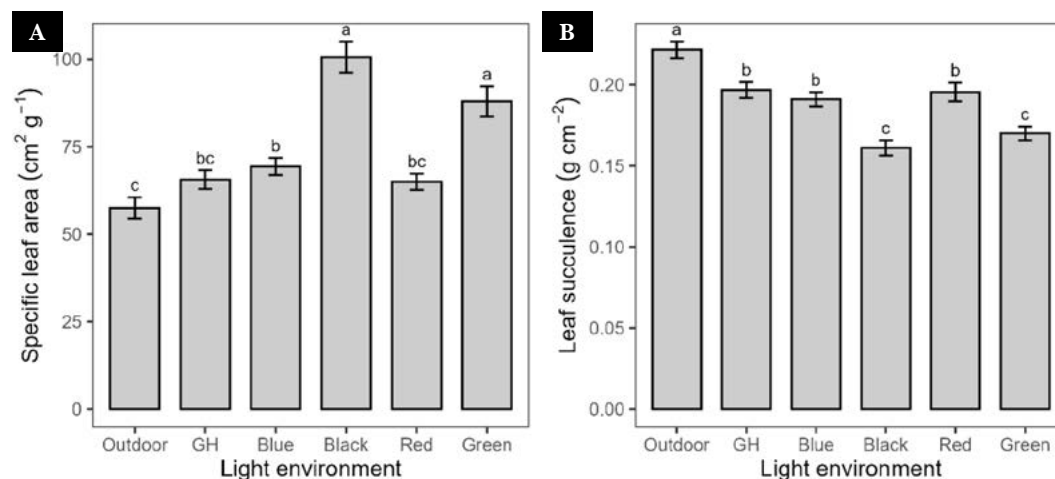 A
Specific leaf area (cm² g⁻¹)
100
75
50
25
0
c
bc
b
a
bc
a
Outdoor GH Blue Black Red Green
Light environment
B
Leaf succulence (g cm⁻²)
0.20
0.15
0.10
0.05
0.00
a
b
b
c
b
c
Outdoor GH Blue Black Red Green
Light environment